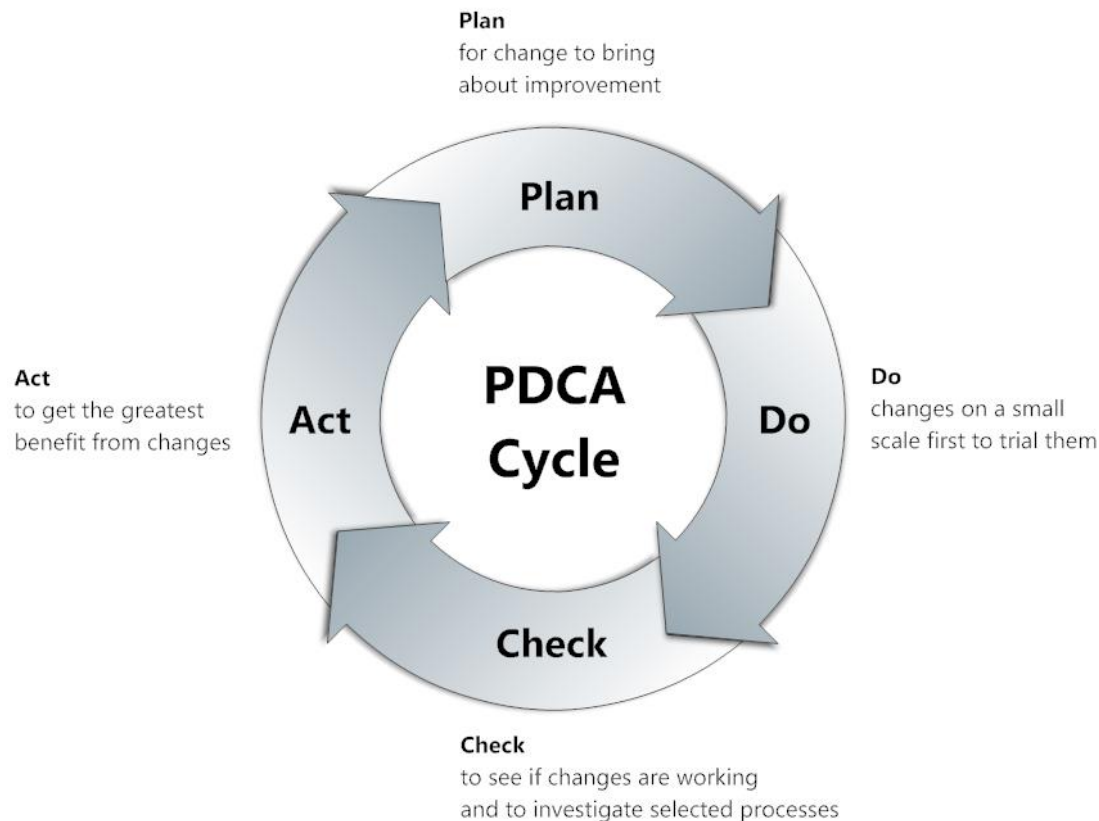 Plan
for change to bring
about improvement
Plan
Act
to get the greatest
benefit from changes
Act
PDCA
Cycle
Do
Do
changes on a small
scale first to trial them
Check
Check
to see if changes are working
and to investigate selected processes